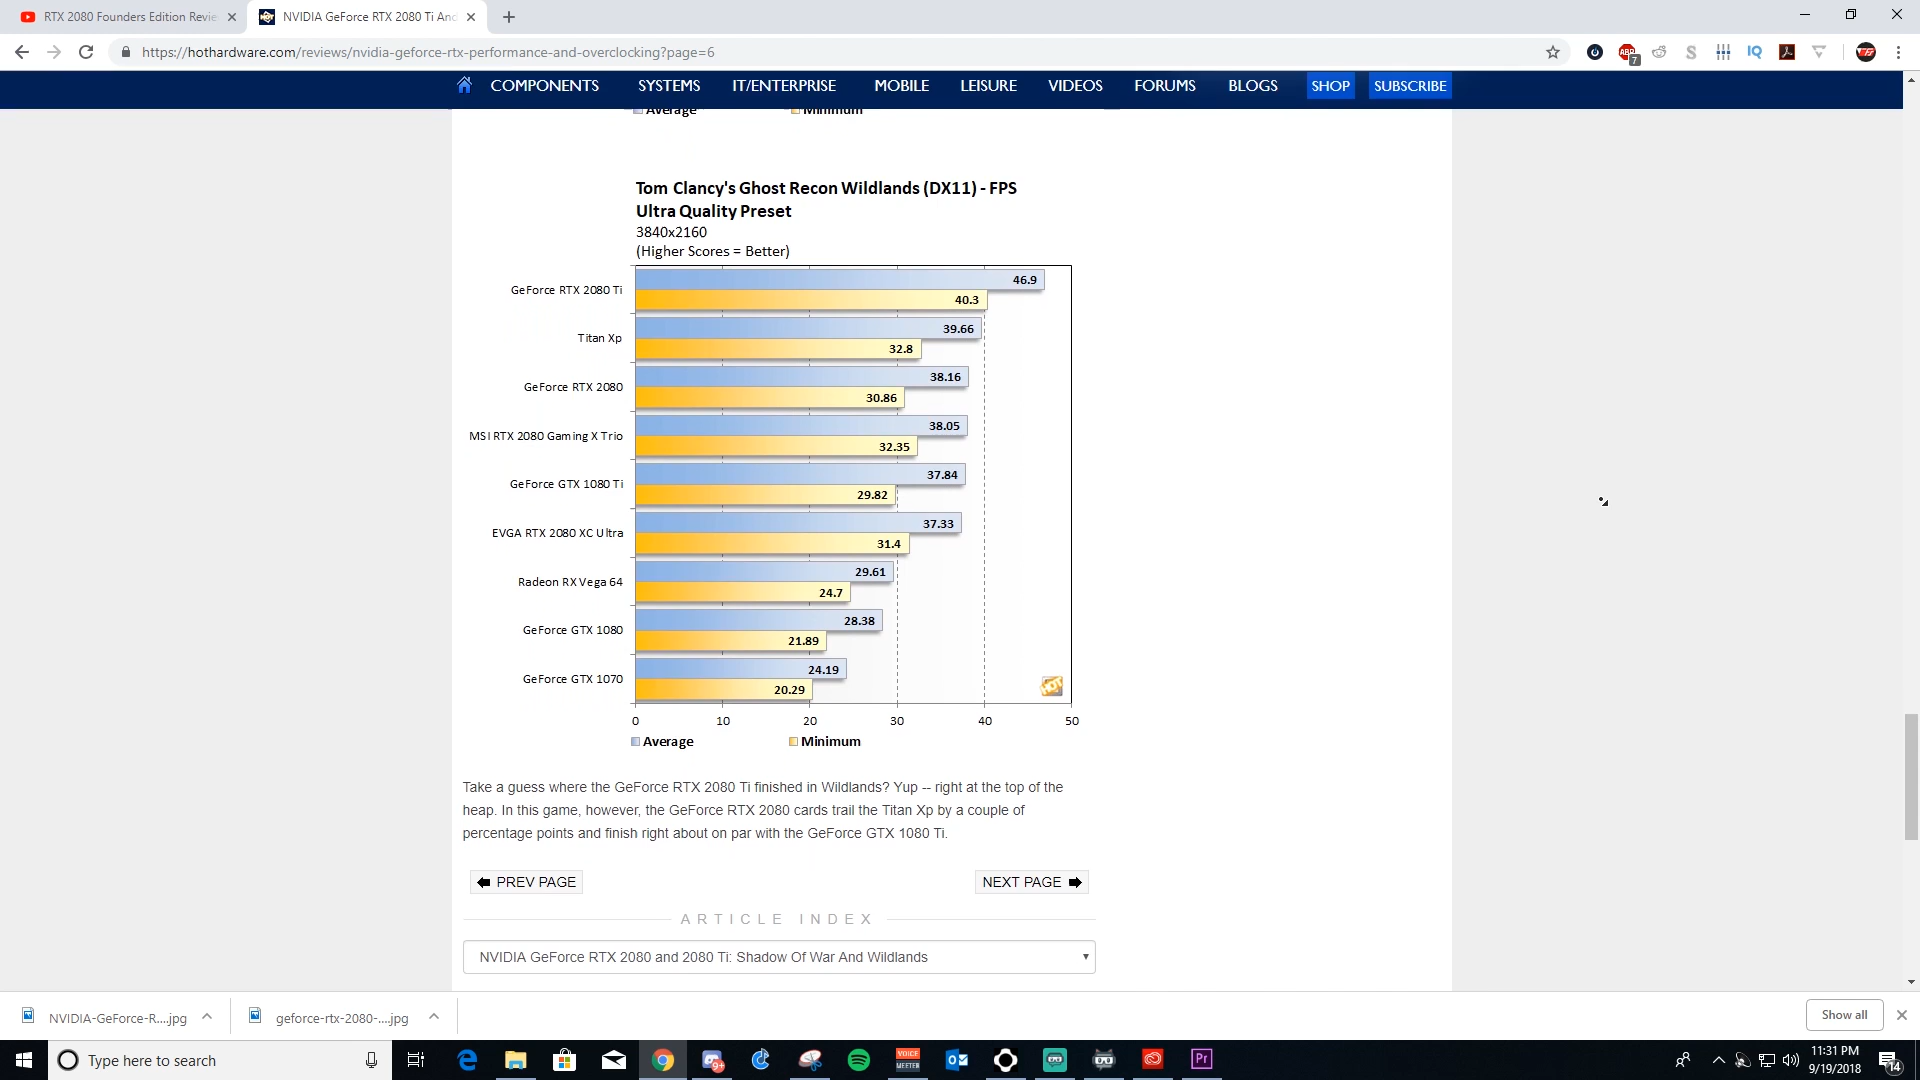 RTX 2080 Founders Edition Revie
NVIDIA GeForce RTX 2080 Ti And
https://hothardware.com/reviews/nvidia-geforce-rtx-performance-and-overclocking?page=6
ABP
7
IQ
COMPONENTS SYSTEMS IT/ENTERPRISE MOBILE LEISURE VIDEOS FORUMS BLOGS SHOP SUBSCRIBE
Average Minimum
Tom Clancy's Ghost Recon Wildlands (DX11) - FPS
Ultra Quality Preset
3840x2160
(Higher Scores = Better)
GeForce RTX 2080 Ti 46.9
40.3
Titan Xp 39.66
32.8
GeForce RTX 2080 38.16
30.86
MSI RTX 2080 Gaming X Trio 38.05
32.35
GeForce GTX 1080 Ti 37.84
29.82
EVGA RTX 2080 XC Ultra 37.33
31.4
Radeon RX Vega 64 29.61
24.7
GeForce GTX 1080 28.38
21.89
GeForce GTX 1070 24.19
20.29
HOT
0 10 20 30 40 50
Average Minimum
Take a guess where the GeForce RTX 2080 Ti finished in Wildlands? Yup -- right at the top of the
heap. In this game, however, the GeForce RTX 2080 cards trail the Titan Xp by a couple of
percentage points and finish right about on par with the GeForce GTX 1080 Ti.
PREV PAGE NEXT PAGE
ARTICLE INDEX
NVIDIA GeForce RTX 2080 and 2080 Ti: Shadow Of War And Wildlands
NVIDIA-GeForce-R....jpg geforce-rtx-2080-....jpg Show all
Type here to search
9+
VOICE
MEETER
Pr
11:31 PM
9/19/2018
14